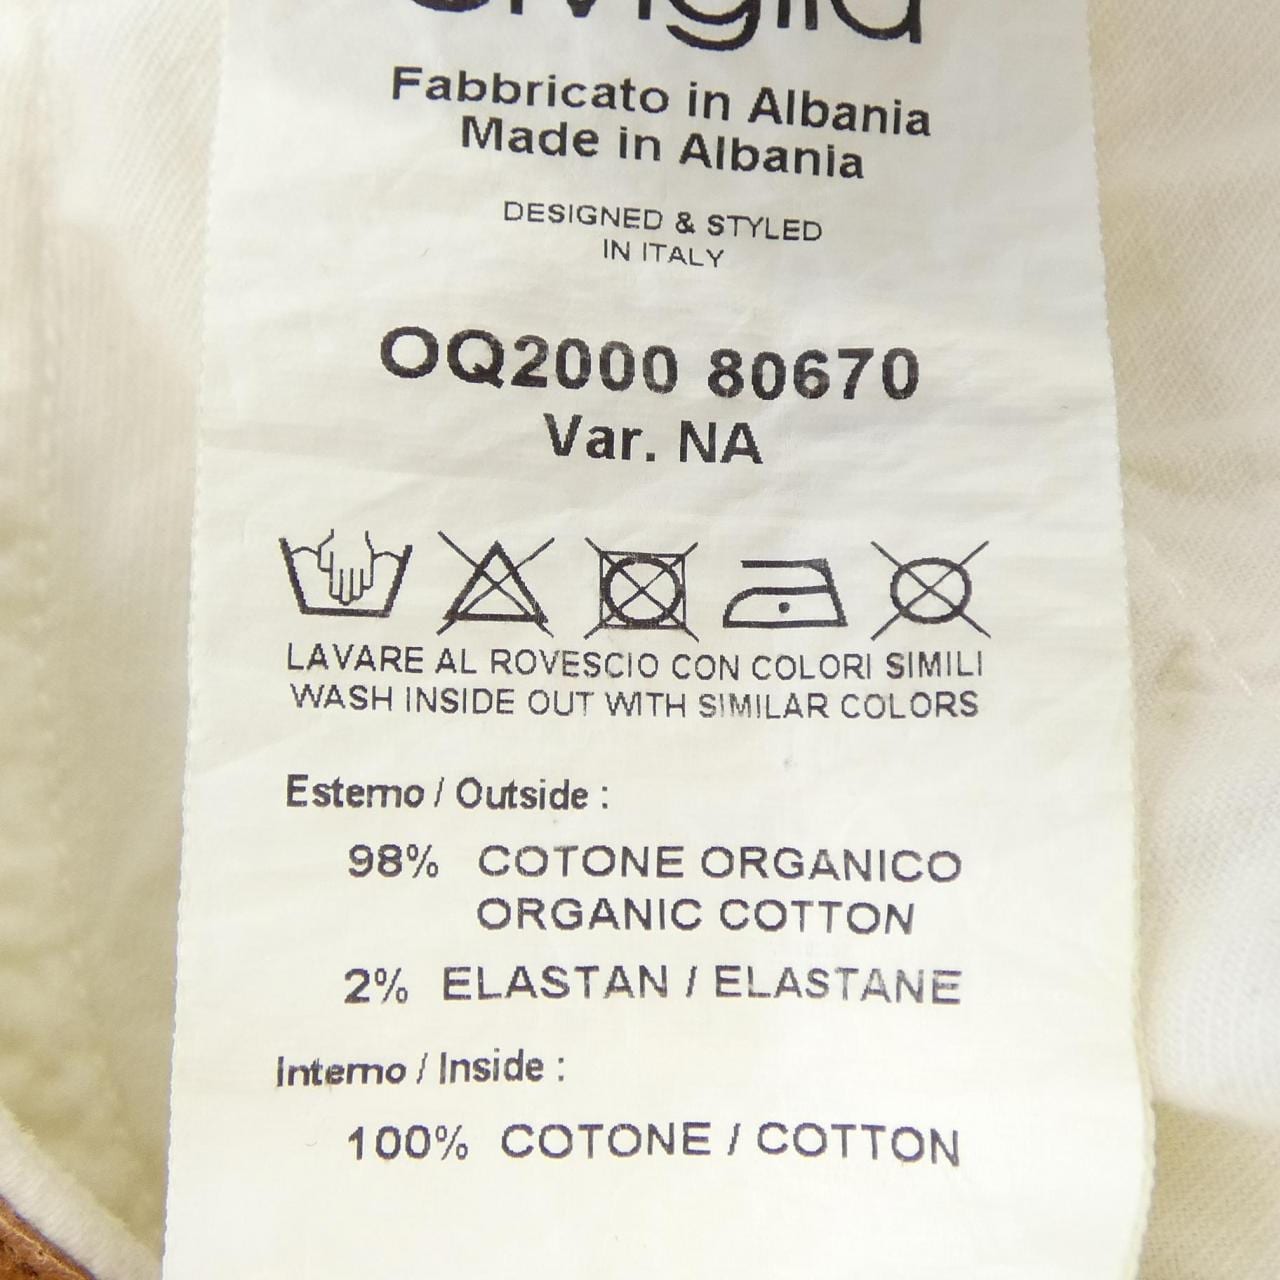 Fabbricato in Albania
Made in Albania
DESIGNED & STYLED
IN ITALY
OQ2000 80670
Var. NA
LAVARE AL ROVESCIO CON COLORI SIMILI
WASH INSIDE OUT WITH SIMILAR COLORS
Esterno / Outside :
98% COTONE ORGANICO
ORGANIC COTTON
2% ELASTAN / ELASTANE
Interno / Inside :
100% COTONE / COTTON